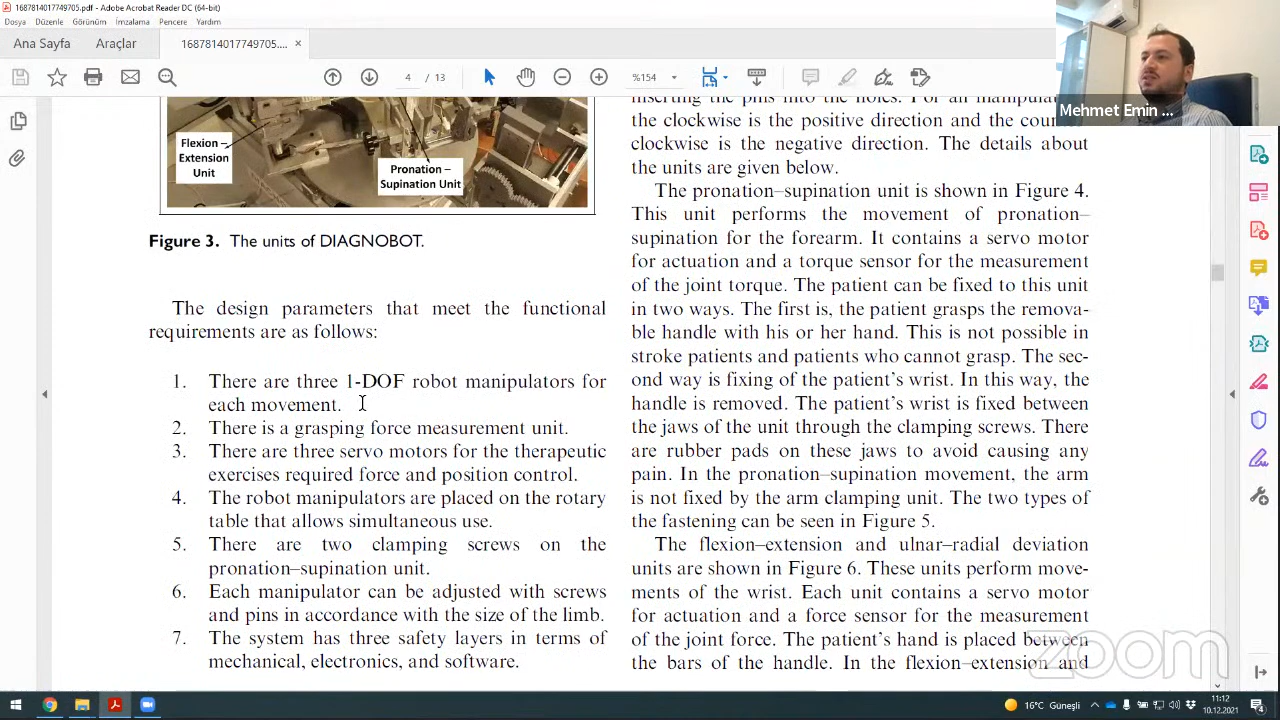 1687814017749705.pdf - Adobe Acrobat Reader DC (64-bit)
Dosya Düzenle Görünüm İmzalama Pencere Yardım
Ana Sayfa Araçlar 1687814017749705.... ×
4 / 13 %154
Mehmet Emin ...
Flexion –
Extension
Unit
Pronation –
Supination Unit
Figure 3. The units of DIAGNOBOT.
The design parameters that meet the functional
requirements are as follows:
1. There are three 1-DOF robot manipulators for
each movement.
2. There is a grasping force measurement unit.
3. There are three servo motors for the therapeutic
exercises required force and position control.
4. The robot manipulators are placed on the rotary
table that allows simultaneous use.
5. There are two clamping screws on the
pronation–supination unit.
6. Each manipulator can be adjusted with screws
and pins in accordance with the size of the limb.
7. The system has three safety layers in terms of
mechanical, electronics, and software.
inserting the pins into the holes. For all
the clockwise is the positive direction and the
clockwise is the negative direction. The details about
the units are given below.
The pronation–supination unit is shown in Figure 4.
This unit performs the movement of pronation–
supination for the forearm. It contains a servo motor
for actuation and a torque sensor for the measurement
of the joint torque. The patient can be fixed to this unit
in two ways. The first is, the patient grasps the remova-
ble handle with his or her hand. This is not possible in
stroke patients and patients who cannot grasp. The sec-
ond way is fixing of the patient's wrist. In this way, the
handle is removed. The patient's wrist is fixed between
the jaws of the unit through the clamping screws. There
are rubber pads on these jaws to avoid causing any
pain. In the pronation–supination movement, the arm
is not fixed by the arm clamping unit. The two types of
the fastening can be seen in Figure 5.
The flexion–extension and ulnar–radial deviation
units are shown in Figure 6. These units perform move-
ments of the wrist. Each unit contains a servo motor
for actuation and a force sensor for the measurement
of the joint force. The patient's hand is placed between
the bars of the handle. In the flexion–extension and
zoom
16°C Güneşli
11:12
10.12.2021
4